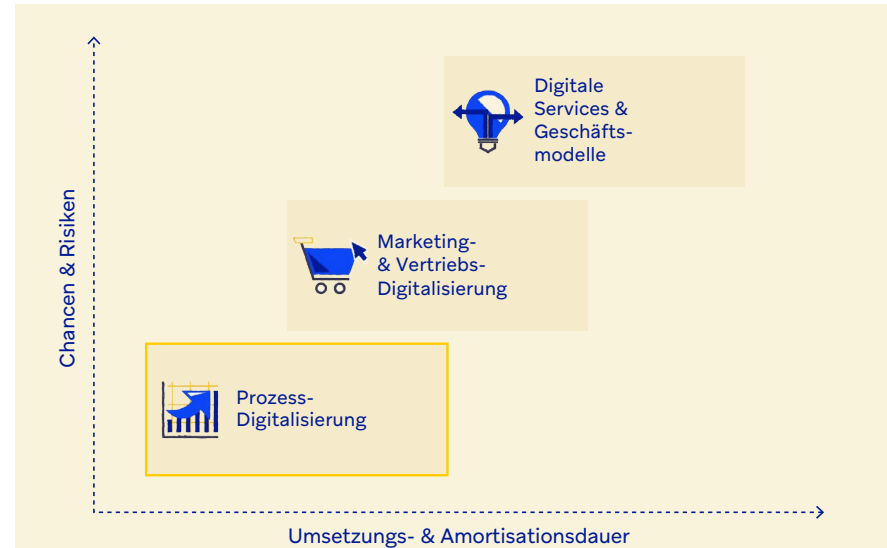 Digitale
Services &
Geschäfts-
modelle
Marketing-
& Vertriebs-
Digitalisierung
Prozess-
Digitalisierung
Chancen & Risiken
Umsetzungs- & Amortisationsdauer